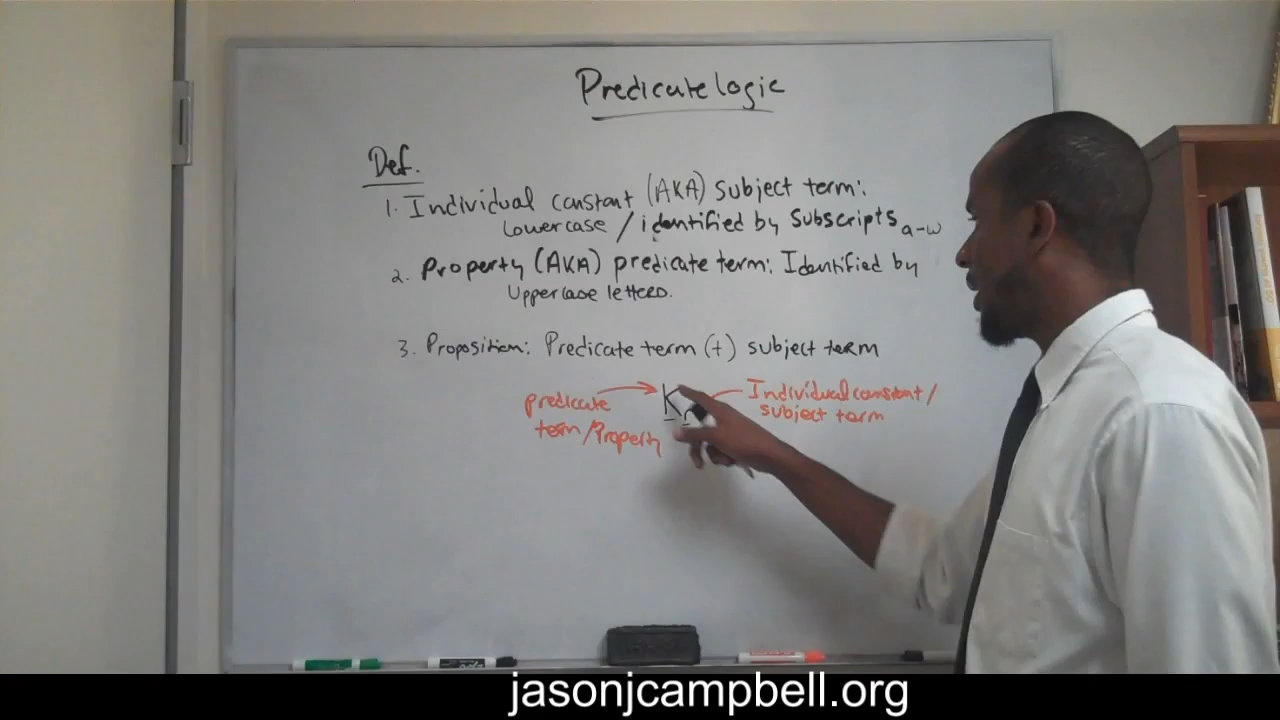 Predicate logic
Def.
1. Individual constant (AKA) subject term:
Lowercase / identified by Subscripts a-w
2. Property (AKA) predicate term: Identified by
Uppercase letters.
3. Proposition: Predicate term (+) subject term
predicate
term/Property
K
Individual constant/
subject term
jasonjcampbell.org